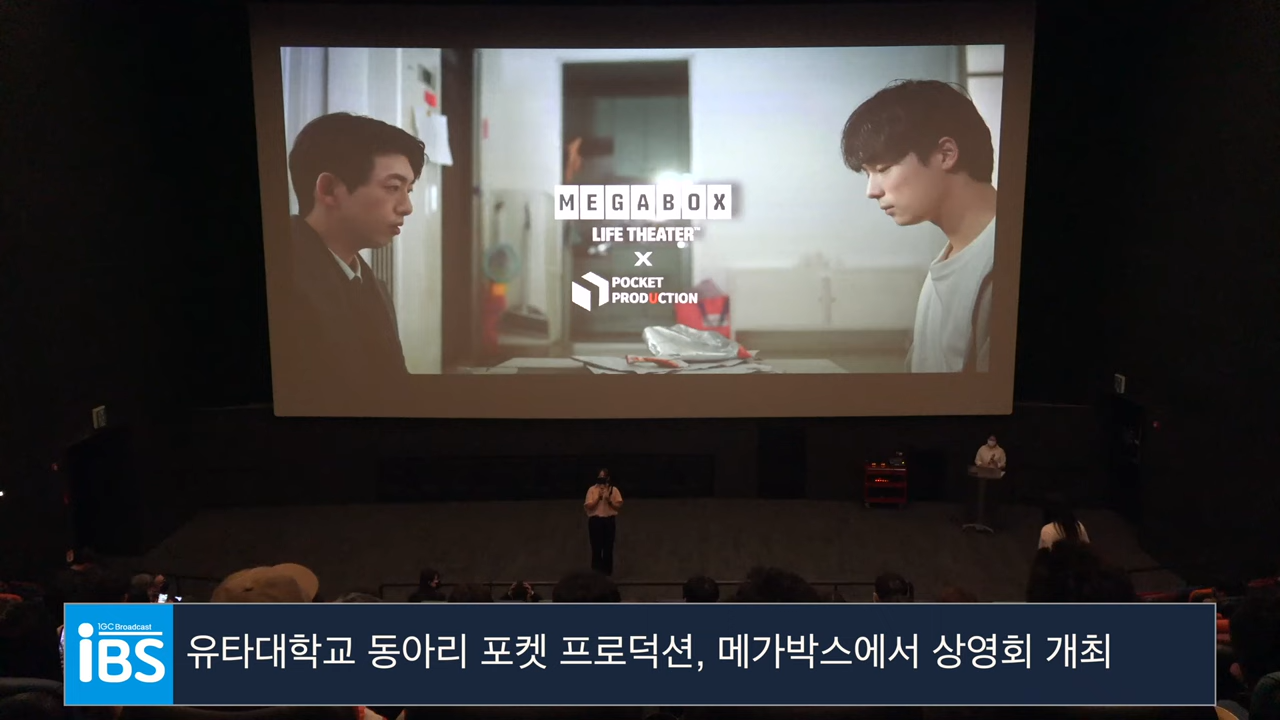 MEGABOX
LIFE THEATER™
X
POCKET
PRODUCTION
IGC Broadcast
iBS
유타대학교 동아리 포켓 프로덕션, 메가박스에서 상영회 개최